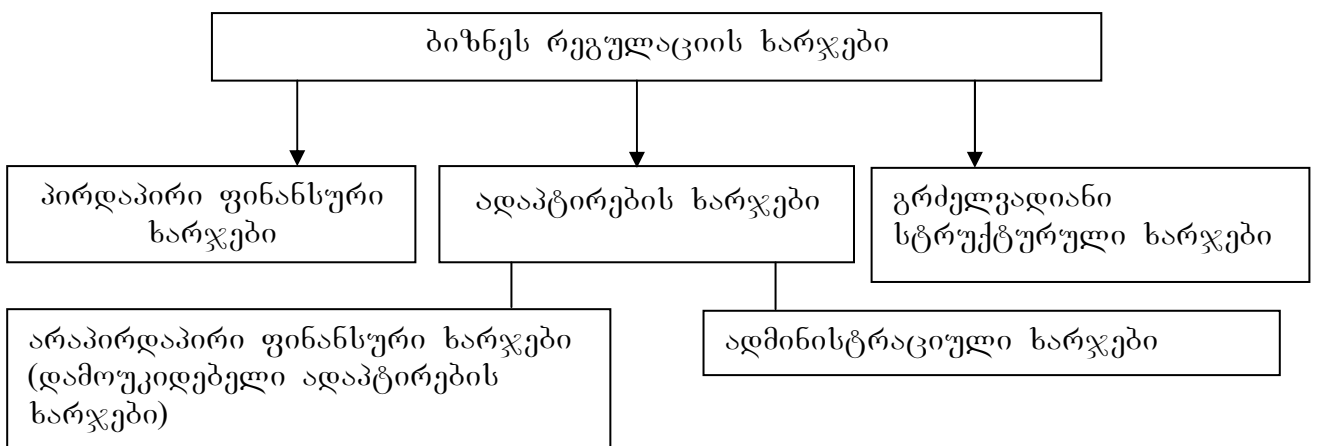 ბიზნეს რეგულაციის ხარჯები
პირდაპირი ფინანსური
ხარჯები
ადაპტირების ხარჯები
გრძელვადიანი
სტრუქტურული ხარჯები
არაპირდაპირი ფინანსური ხარჯები
(დამოუკიდებელი ადაპტირების
ხარჯები)
ადმინისტრაციული ხარჯები